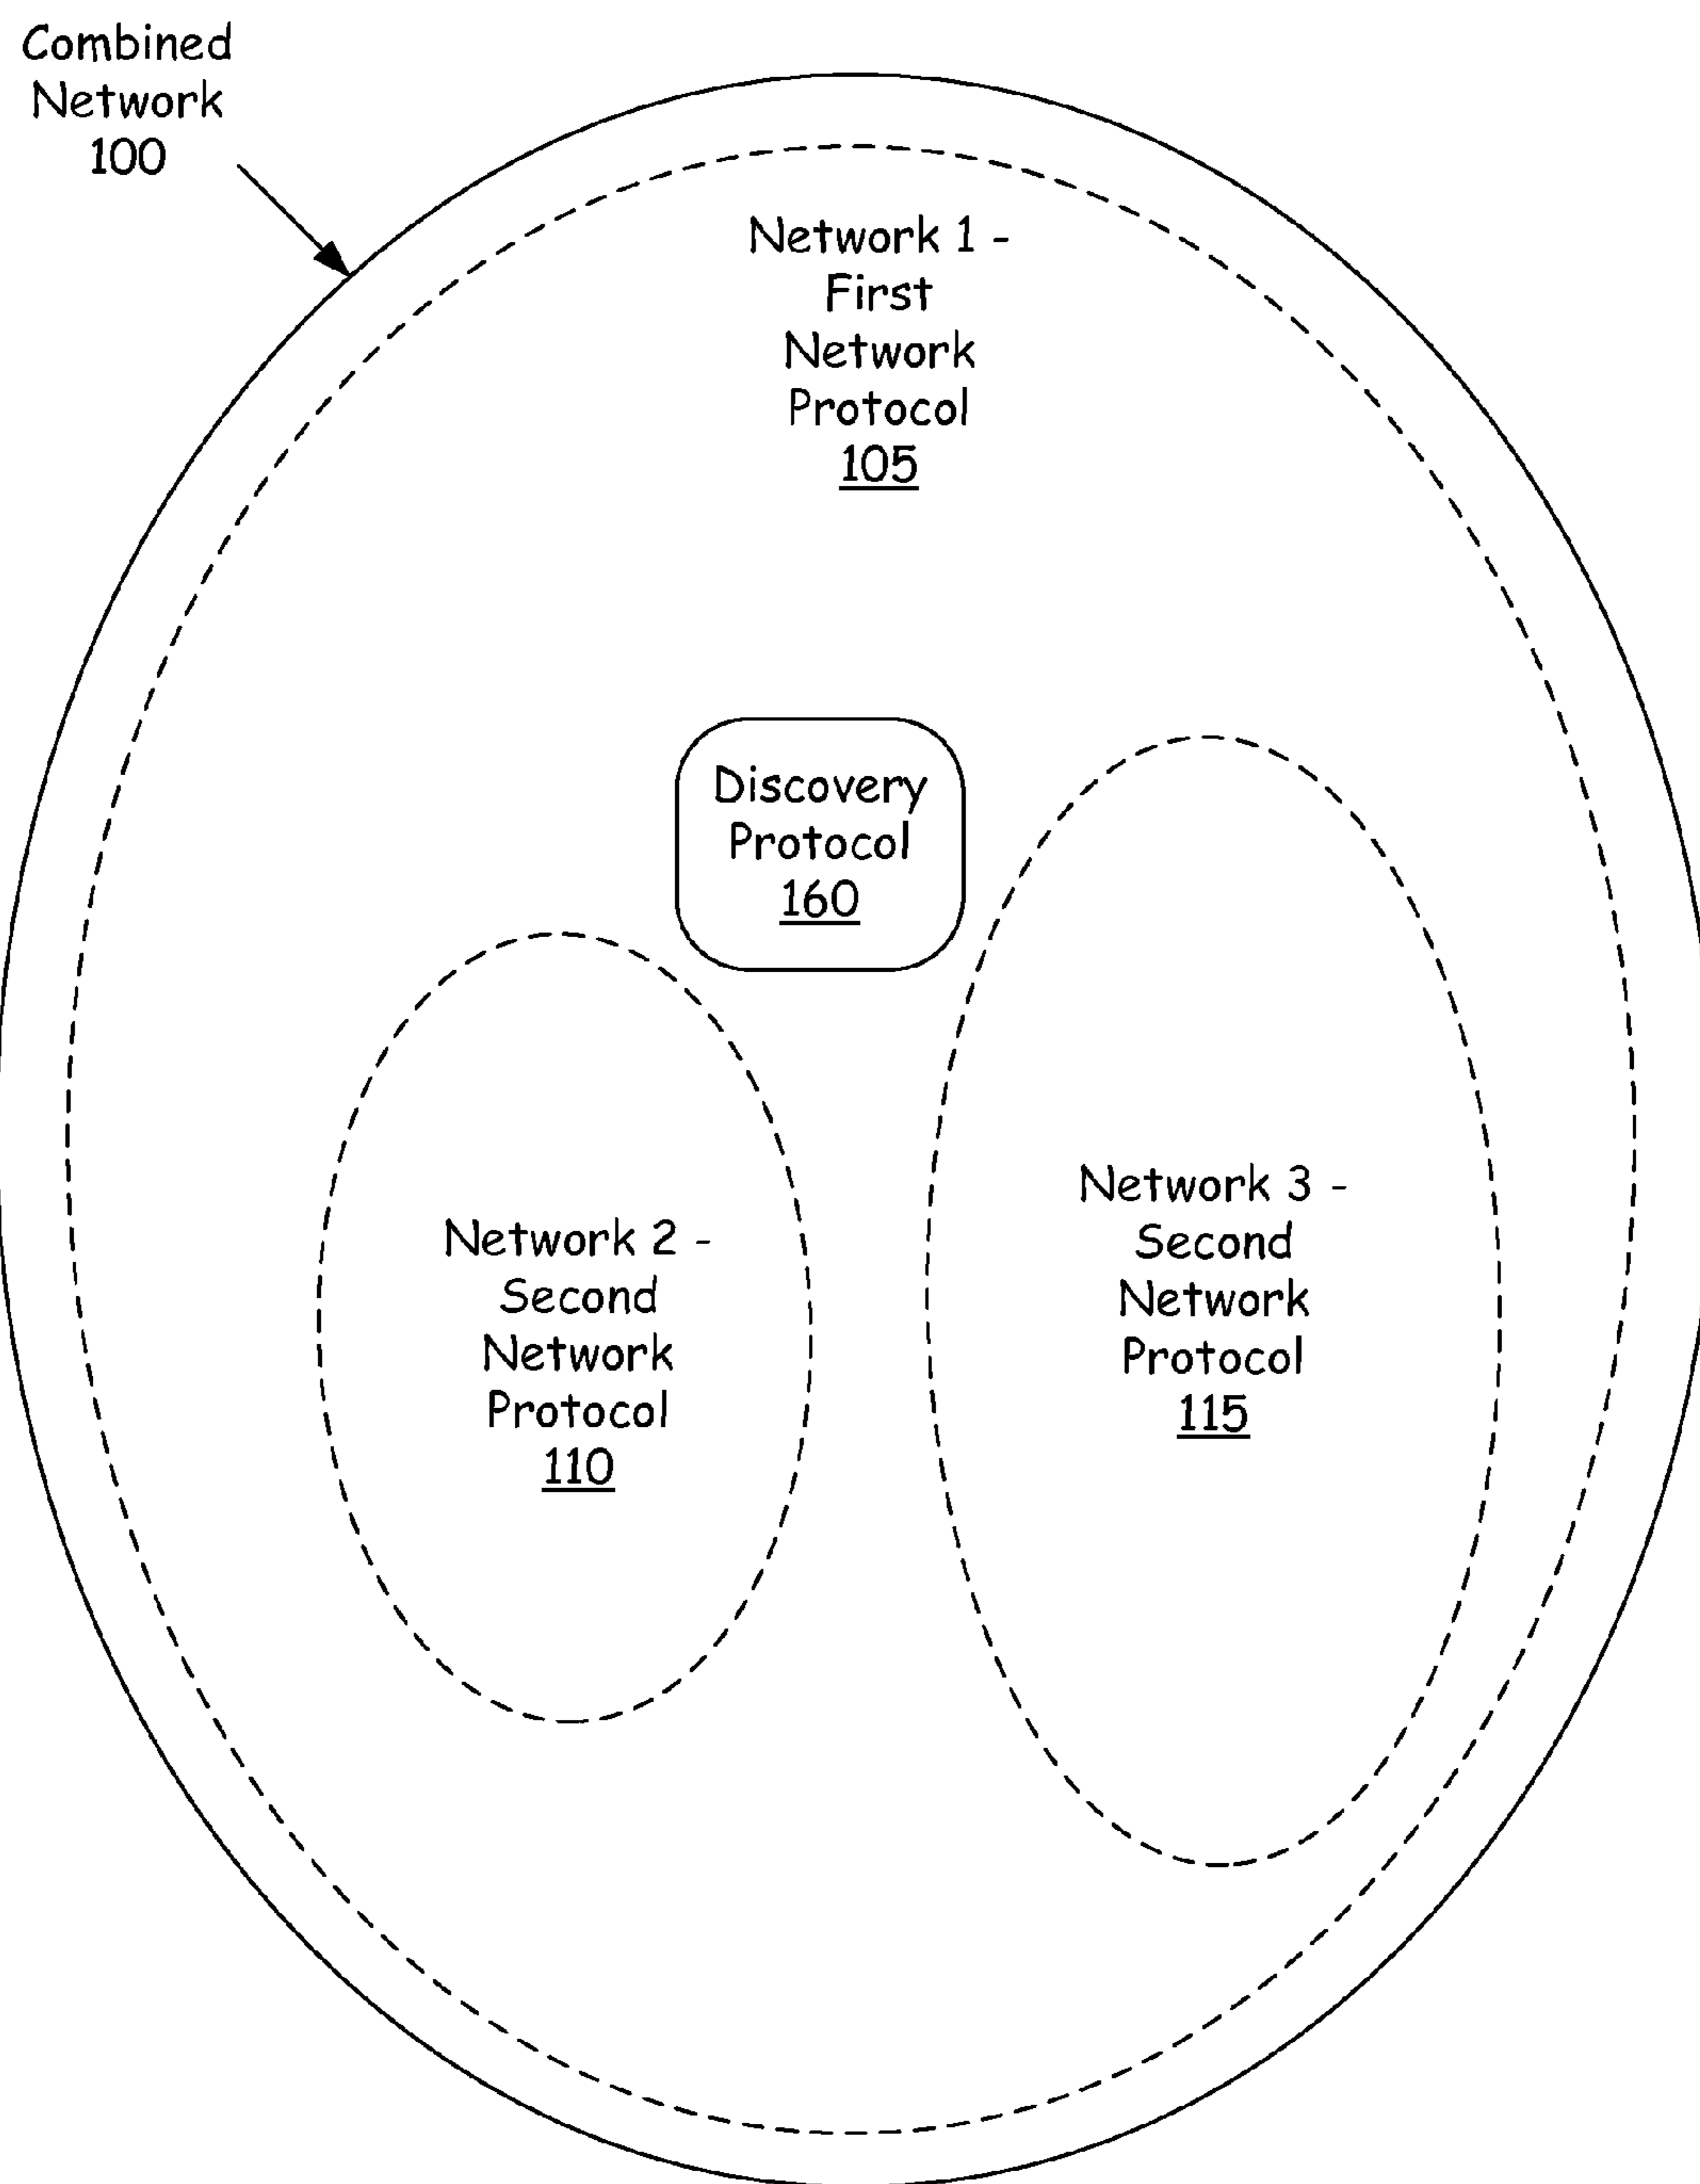 Combined
Network
100
Network 1 -
First
Network
Protocol
105
Discovery
Protocol
160
Network 2 -
Second
Network
Protocol
110
Network 3 -
Second
Network
Protocol
115